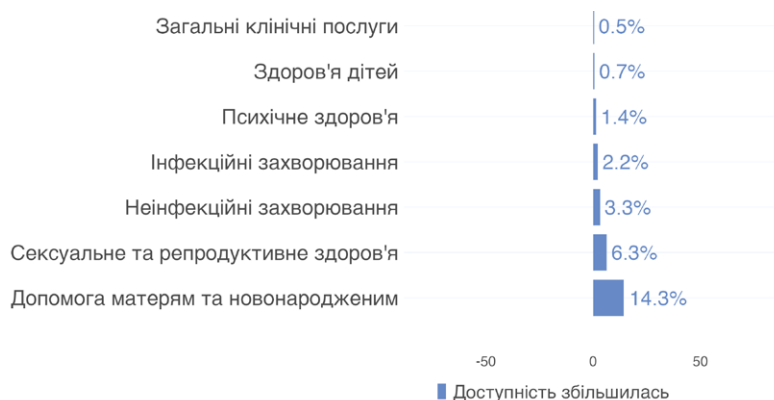 Загальні клінічні послуги 0.5%
Здоров'я дітей 0.7%
Психічне здоров'я 1.4%
Інфекційні захворювання 2.2%
Неінфекційні захворювання 3.3%
Сексуальне та репродуктивне здоров'я 6.3%
Допомога матерям та новонародженим 14.3%
-50 0 50
Доступність збільшилась